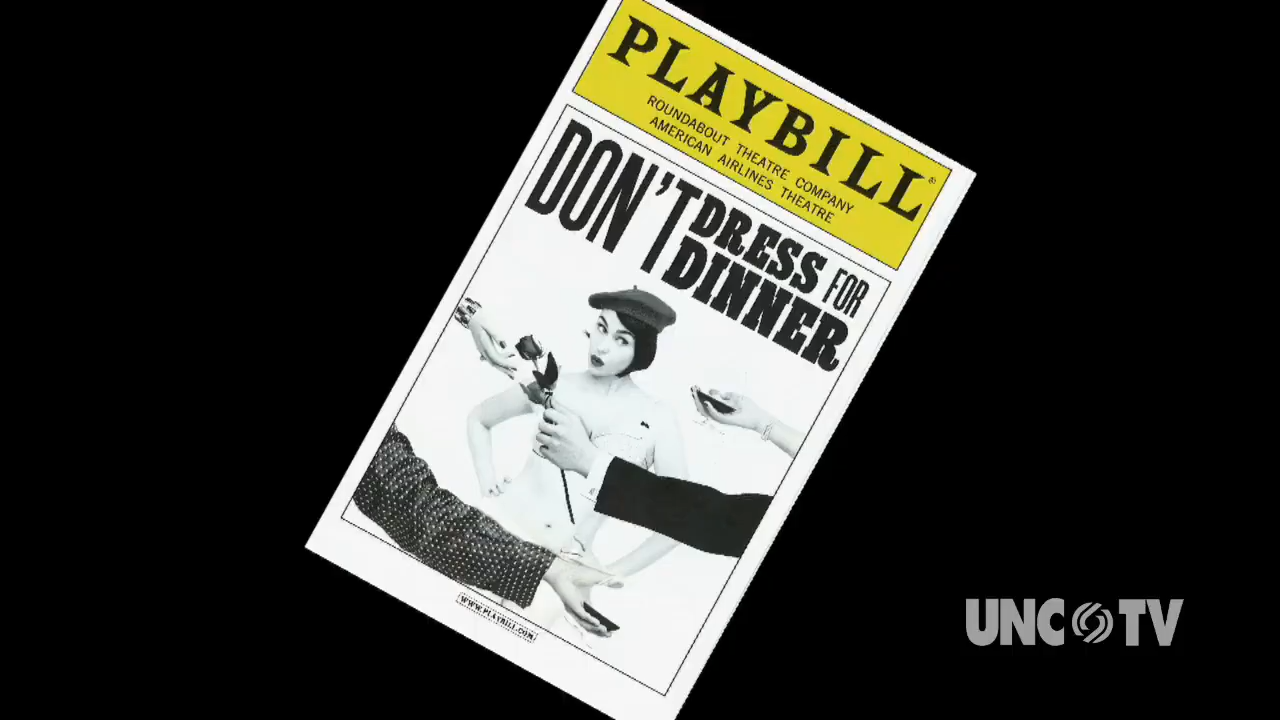 PLAYBILL®
ROUNDABOUT THEATRE COMPANY
AMERICAN AIRLINES THEATRE
DON'T DRESS FOR
DINNER
WWW.PLAYBILL.COM
UNC TV